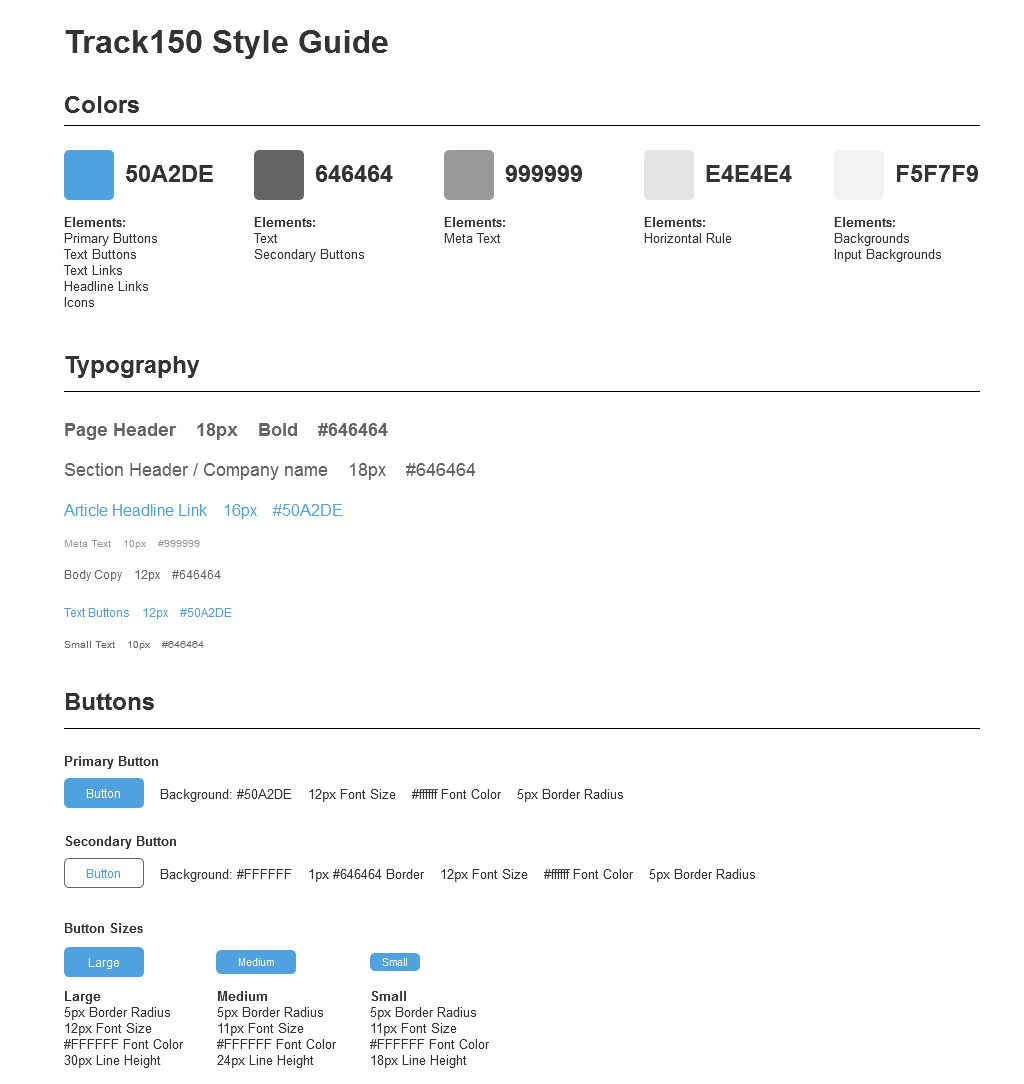 Track150 Style Guide
Colors
50A2DE
646464
999999
E4E4E4
F5F7F9
Elements:
Primary Buttons
Text Buttons
Text Links
Headline Links
Icons
Elements:
Text
Secondary Buttons
Elements:
Meta Text
Elements:
Horizontal Rule
Elements:
Backgrounds
Input Backgrounds
Typography
Page Header 18px Bold #646464
Section Header / Company name 18px #646464
Article Headline Link 16px #50A2DE
Meta Text 10px #999999
Body Copy 12px #646464
Text Buttons 12px #50A2DE
Small Text 10px #646464
Buttons
Primary Button
Button Background: #50A2DE 12px Font Size #ffffff Font Color 5px Border Radius
Secondary Button
Button Background: #FFFFFF 1px #646464 Border 12px Font Size #ffffff Font Color 5px Border Radius
Button Sizes
Large
Medium
Small
Large
5px Border Radius
12px Font Size
#FFFFFF Font Color
30px Line Height
Medium
5px Border Radius
11px Font Size
#FFFFFF Font Color
24px Line Height
Small
5px Border Radius
11px Font Size
#FFFFFF Font Color
18px Line Height